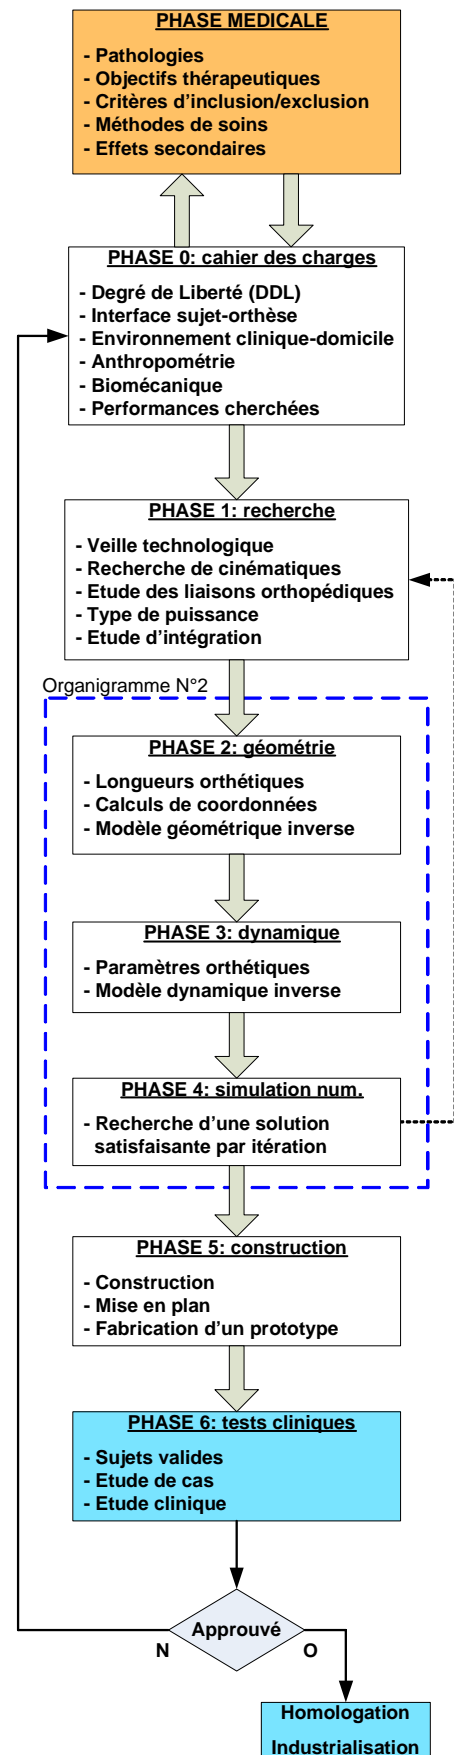 PHASE MEDICALE
- Pathologies
- Objectifs thérapeutiques
- Critères d'inclusion/exclusion
- Méthodes de soins
- Effets secondaires
PHASE 0: cahier des charges
- Degré de Liberté (DDL)
- Interface sujet-orthèse
- Environnement clinique-domicile
- Anthropométrie
- Biomécanique
- Performances cherchées
PHASE 1: recherche
- Veille technologique
- Recherche de cinématiques
- Etude des liaisons orthopédiques
- Type de puissance
- Etude d'intégration
Organigramme N°2
PHASE 2: géométrie
- Longueurs orthétiques
- Calculs de coordonnées
- Modèle géométrique inverse
PHASE 3: dynamique
- Paramètres orthétiques
- Modèle dynamique inverse
PHASE 4: simulation num.
- Recherche d'une solution
satisfaisante par itération
PHASE 5: construction
- Construction
- Mise en plan
- Fabrication d'un prototype
PHASE 6: tests cliniques
- Sujets valides
- Etude de cas
- Etude clinique
Approuvé
N
O
Homologation
Industrialisation